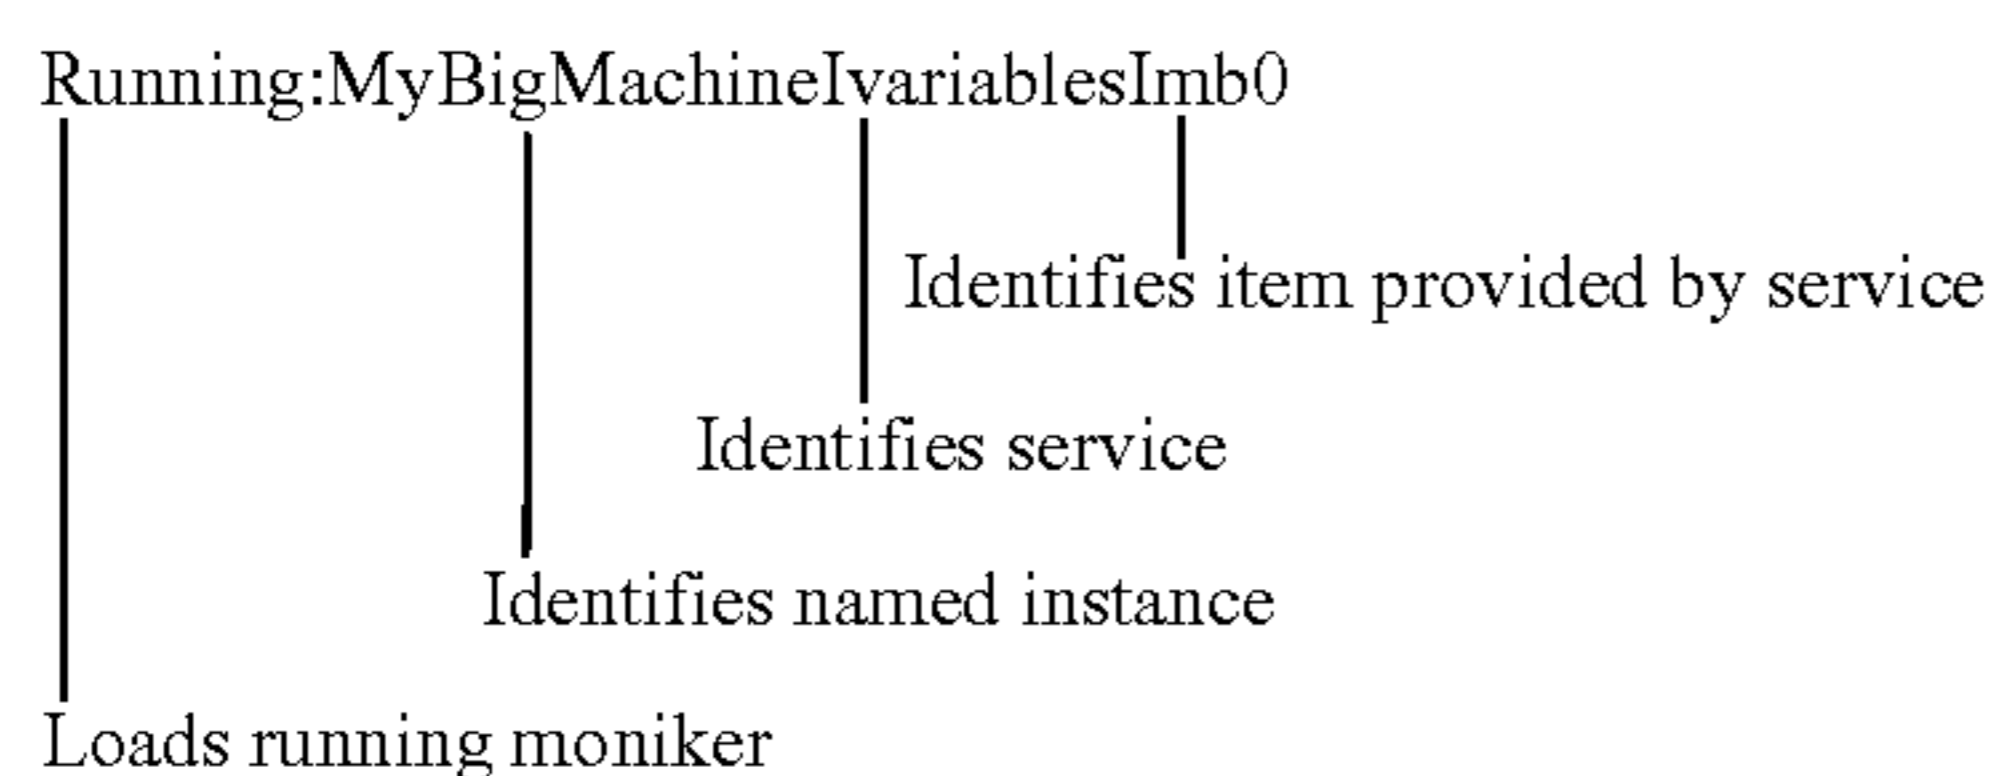 Running:MyBigMachineIvariablesImb0
Identifies item provided by service
Identifies service
Identifies named instance
Loads running moniker